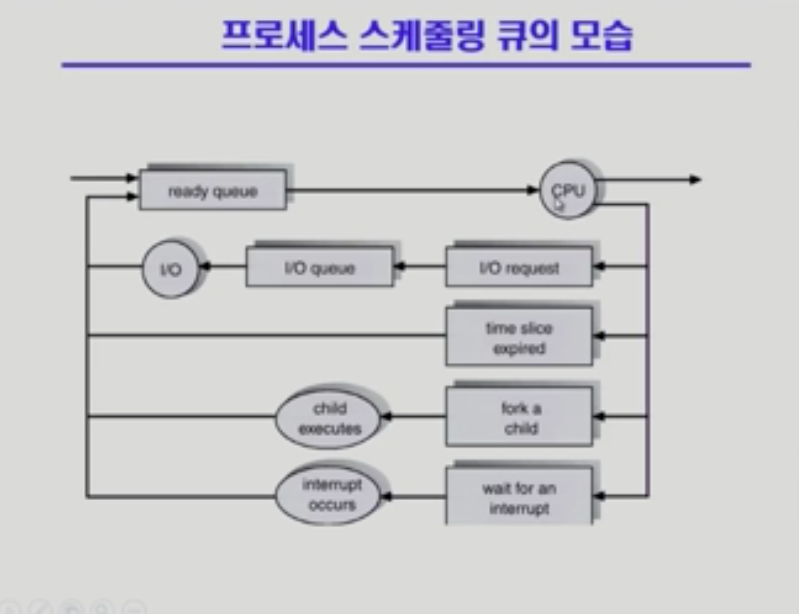 프로세스 스케줄링 큐의 모습
ready queue
CPU
I/O
I/O queue
I/O request
time slice
expired
child
executes
fork a
child
interrupt
occurs
wait for an
interrupt